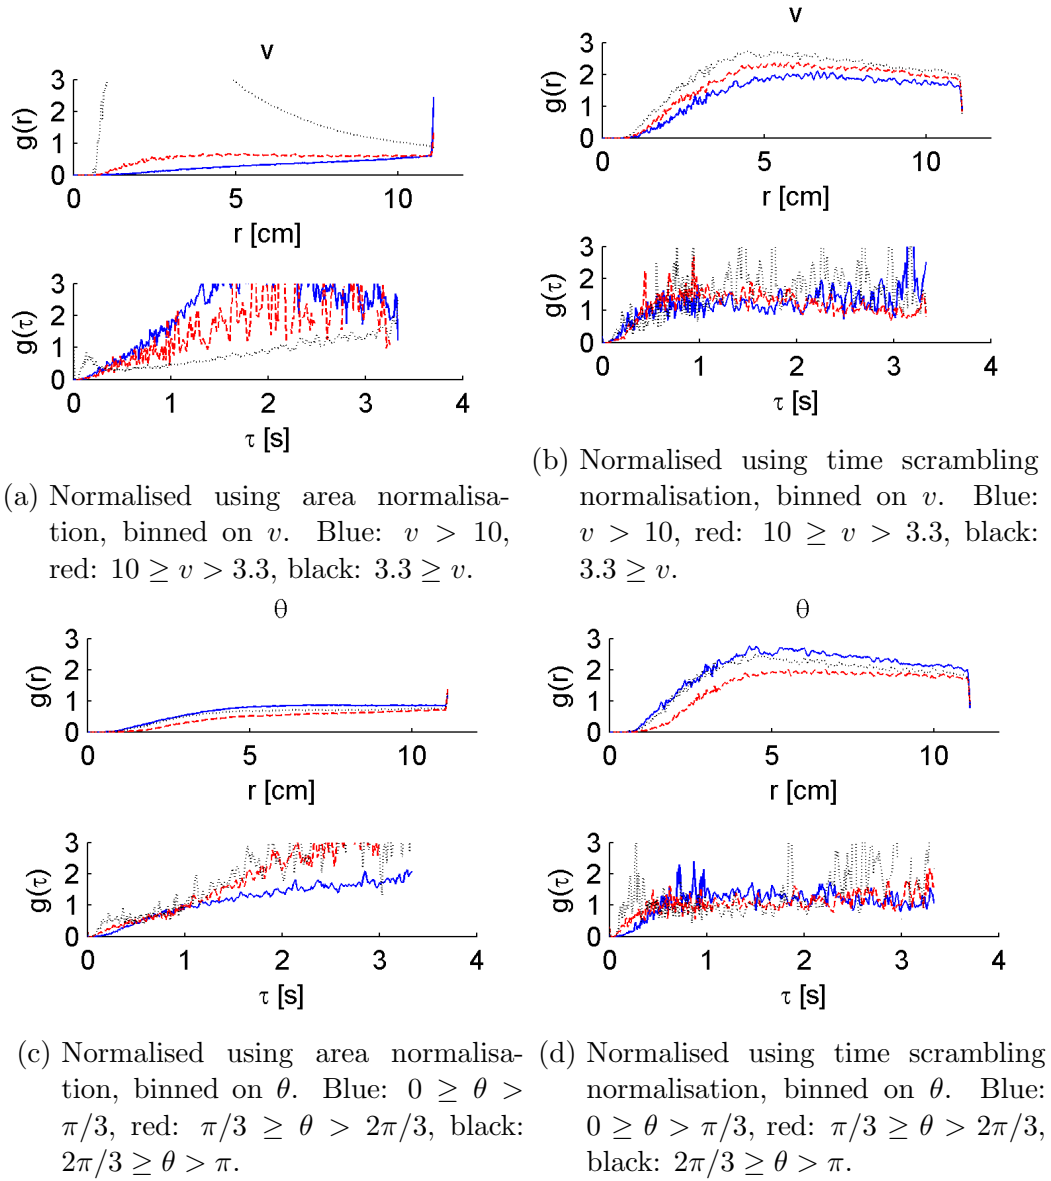 v
3
2
1
0
g(r)
0
5
10
r [cm]
3
2
1
0
g(τ)
0
1
2
3
4
τ [s]
(a) Normalised using area normalisa-
tion, binned on v. Blue: v > 10,
red: 10 ≥ v > 3.3, black: 3.3 ≥ v.
v
3
2
1
0
g(r)
0
5
10
r [cm]
3
2
1
0
g(τ)
0
1
2
3
4
τ [s]
(b) Normalised using time scrambling
normalisation, binned on v. Blue:
v > 10, red: 10 ≥ v > 3.3, black:
3.3 ≥ v.
θ
3
2
1
0
g(r)
0
5
10
r [cm]
3
2
1
0
g(τ)
0
1
2
3
4
τ [s]
(c) Normalised using area normalisa-
tion, binned on θ. Blue: 0 ≥ θ >
π/3, red: π/3 ≥ θ > 2π/3, black:
2π/3 ≥ θ > π.
θ
3
2
1
0
g(r)
0
5
10
r [cm]
3
2
1
0
g(τ)
0
1
2
3
4
τ [s]
(d) Normalised using time scrambling
normalisation, binned on θ. Blue:
0 ≥ θ > π/3, red: π/3 ≥ θ > 2π/3,
black: 2π/3 ≥ θ > π.